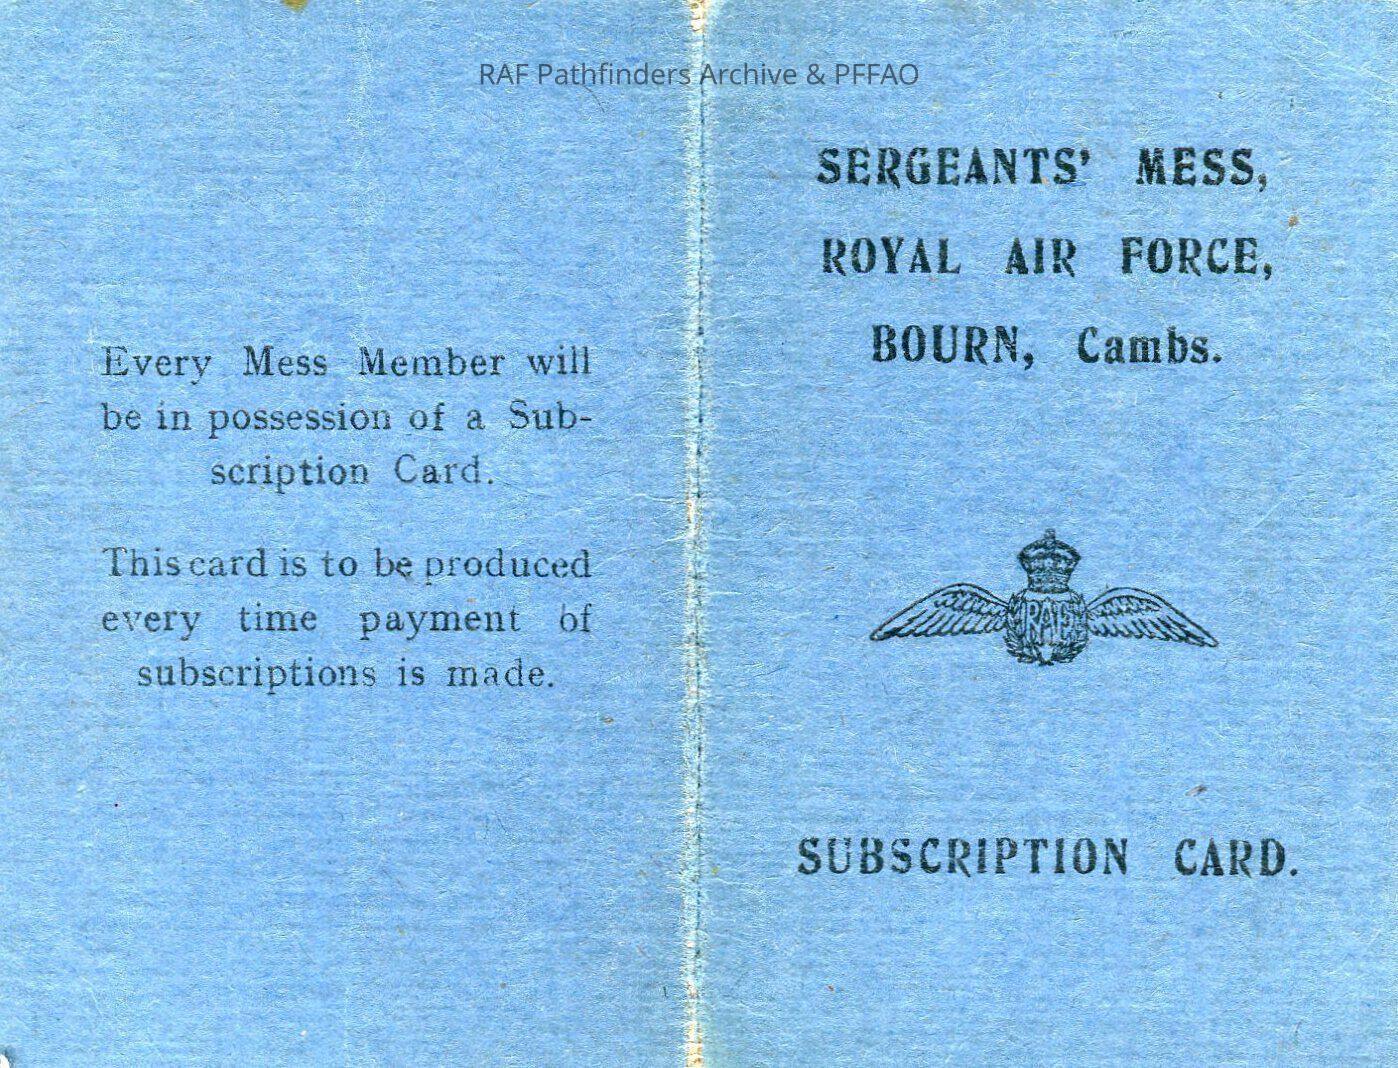 RAF Pathfinders Archive & PFFAO
Every Mess Member will
be in possession of a Sub-
scription Card.
This card is to be produced
every time payment of
subscriptions is made.
SERGEANTS' MESS,
ROYAL AIR FORCE,
BOURN, Cambs.
RAF
SUBSCRIPTION CARD.